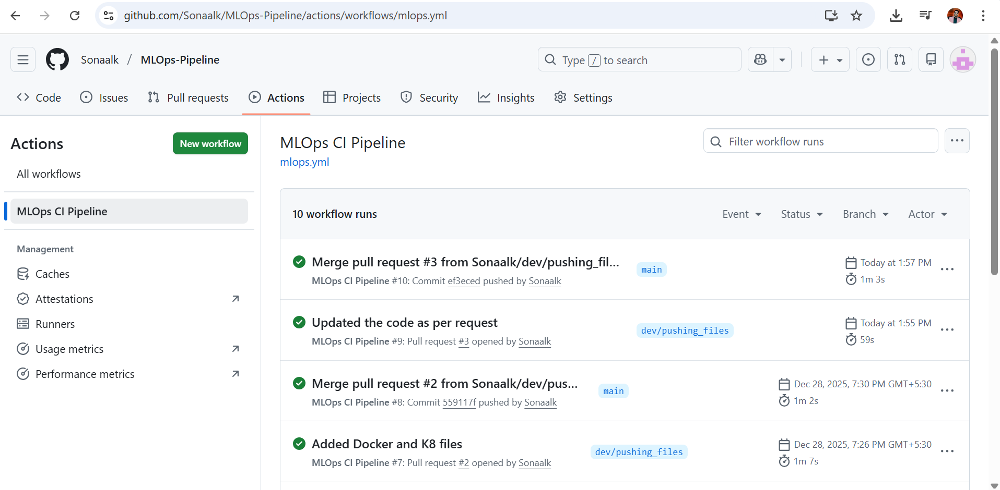 github.com/Sonaalk/MLOps-Pipeline/actions/workflows/mlops.yml
Sonaalk / MLOps-Pipeline
Type / to search
Code Issues Pull requests Actions Projects Security Insights Settings
Actions
New workflow
All workflows
MLOps CI Pipeline
Management
Caches
Attestations
Runners
Usage metrics
Performance metrics
MLOps CI Pipeline
mlops.yml
Filter workflow runs
10 workflow runs
Event Status Branch Actor
Merge pull request #3 from Sonaalk/dev/pushing_fil...
MLOps CI Pipeline #10: Commit ef3eced pushed by Sonaalk
main
Today at 1:57 PM
1m 3s
Updated the code as per request
MLOps CI Pipeline #9: Pull request #3 opened by Sonaalk
dev/pushing_files
Today at 1:55 PM
59s
Merge pull request #2 from Sonaalk/dev/pus...
MLOps CI Pipeline #8: Commit 559117f pushed by Sonaalk
main
Dec 28, 2025, 7:30 PM GMT+5:30
1m 2s
Added Docker and K8 files
MLOps CI Pipeline #7: Pull request #2 opened by Sonaalk
dev/pushing_files
Dec 28, 2025, 7:26 PM GMT+5:30
1m 7s